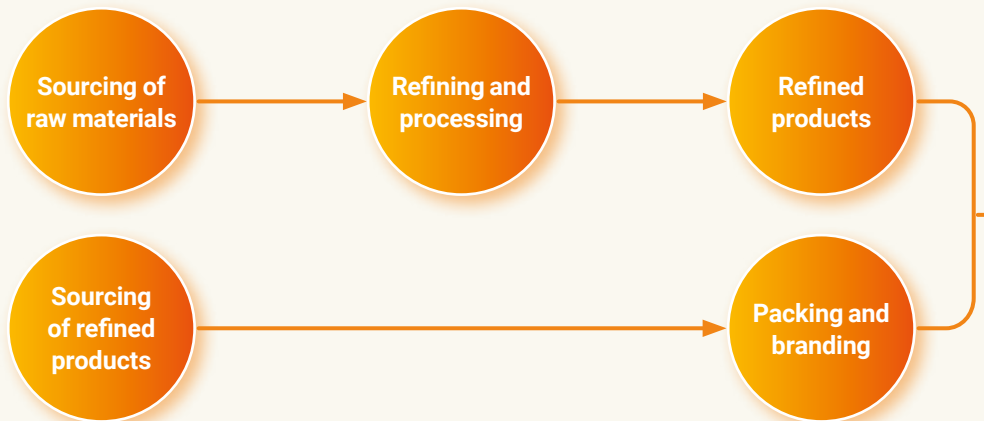 Sourcing of
raw materials
Refining and
processing
Refined
products
Sourcing
of refined
products
Packing and
branding